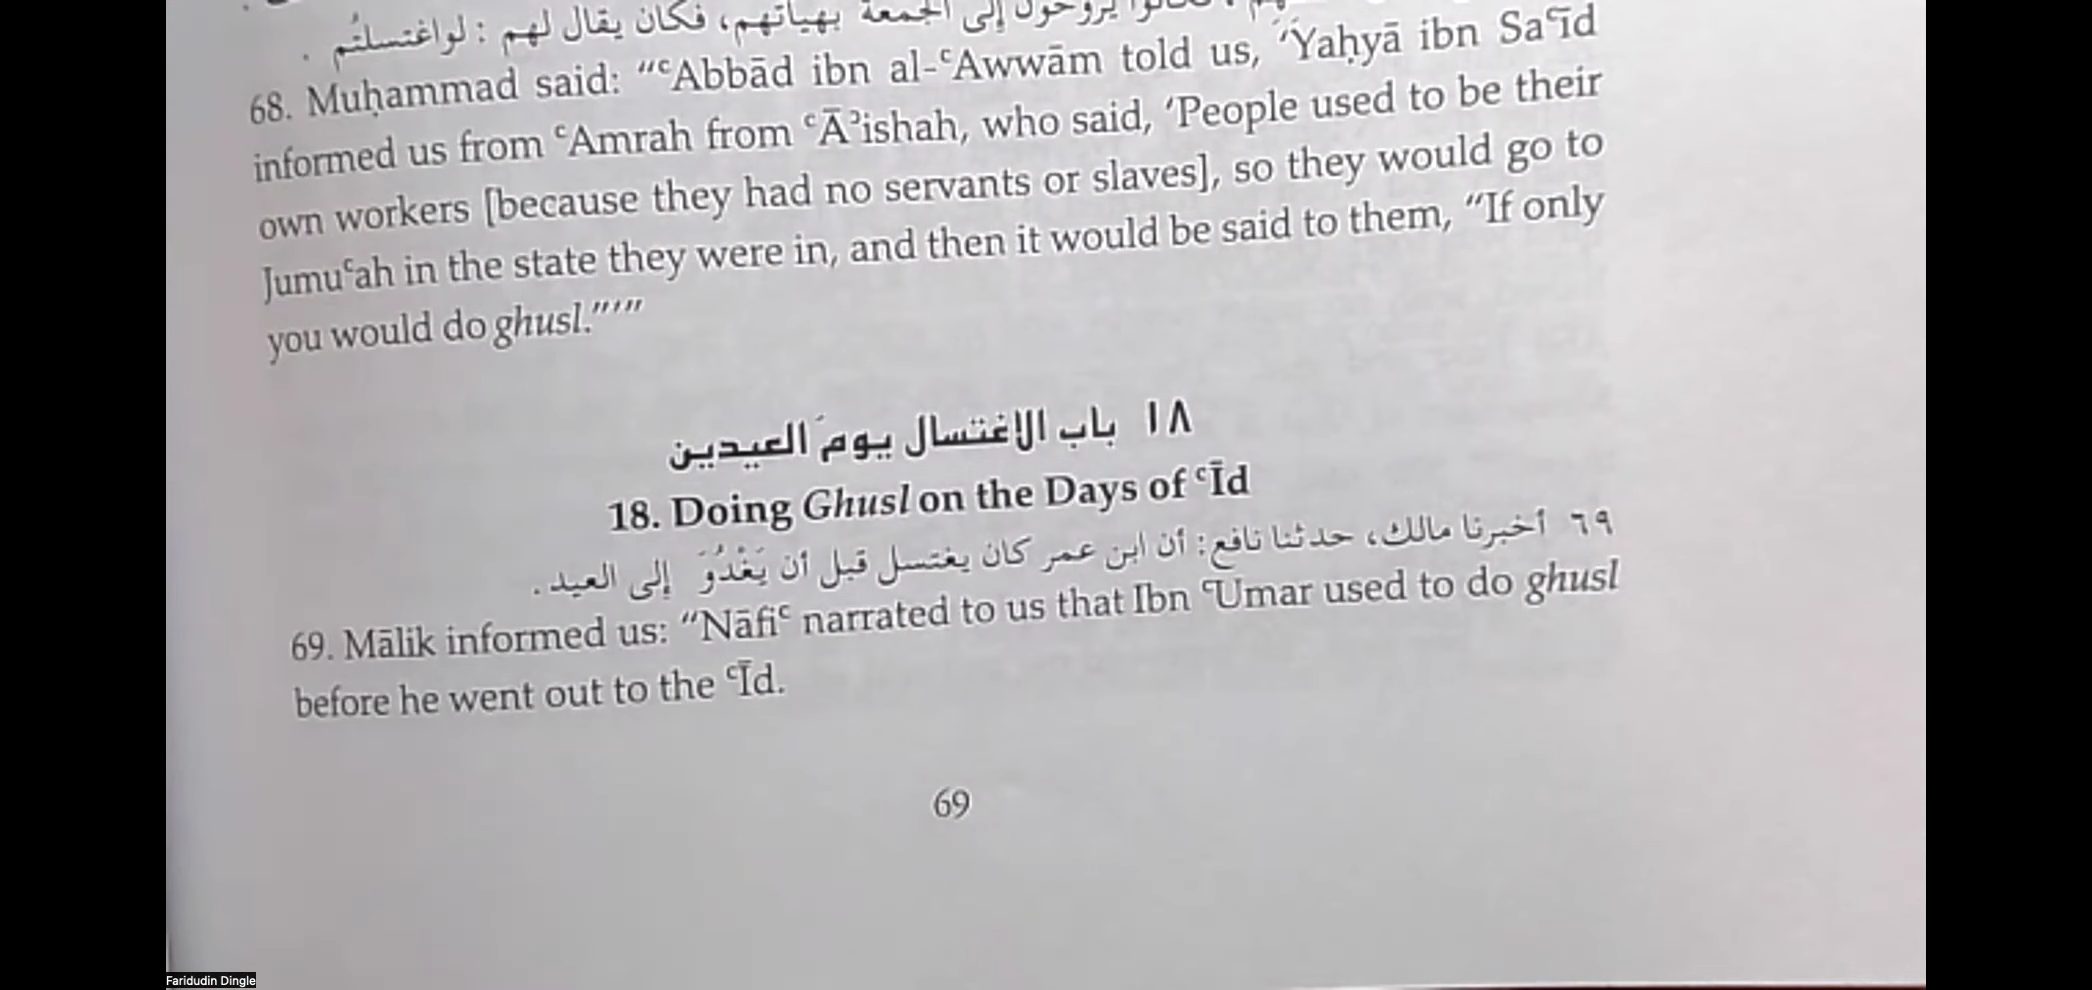 إلى الجمعة بهيأتهم، فكان يقال لهم : لواغتسلتُم .
68. Muḥammad said: “ʿAbbād ibn al-ʿAwwām told us, ‘Yaḥyā ibn Saʿīd
informed us from ʿAmrah from ʿĀʾishah, who said, ‘People used to be their
own workers [because they had no servants or slaves], so they would go to
Jumuʿah in the state they were in, and then it would be said to them, “If only
you would do ghusl.”’”’”
١٨ باب الاغتسال يومَ العيدين
18. Doing Ghusl on the Days of ʿĪd
٦٩ أخبرنا مالك، حدثنا نافع: أن ابن عمر كان يغتسل قبل أن يَغْدُوَ إلى العيد.
69. Mālik informed us: “Nāfiʿ narrated to us that Ibn ʿUmar used to do ghusl
before he went out to the ʿĪd.
69
Faridudin Dingle